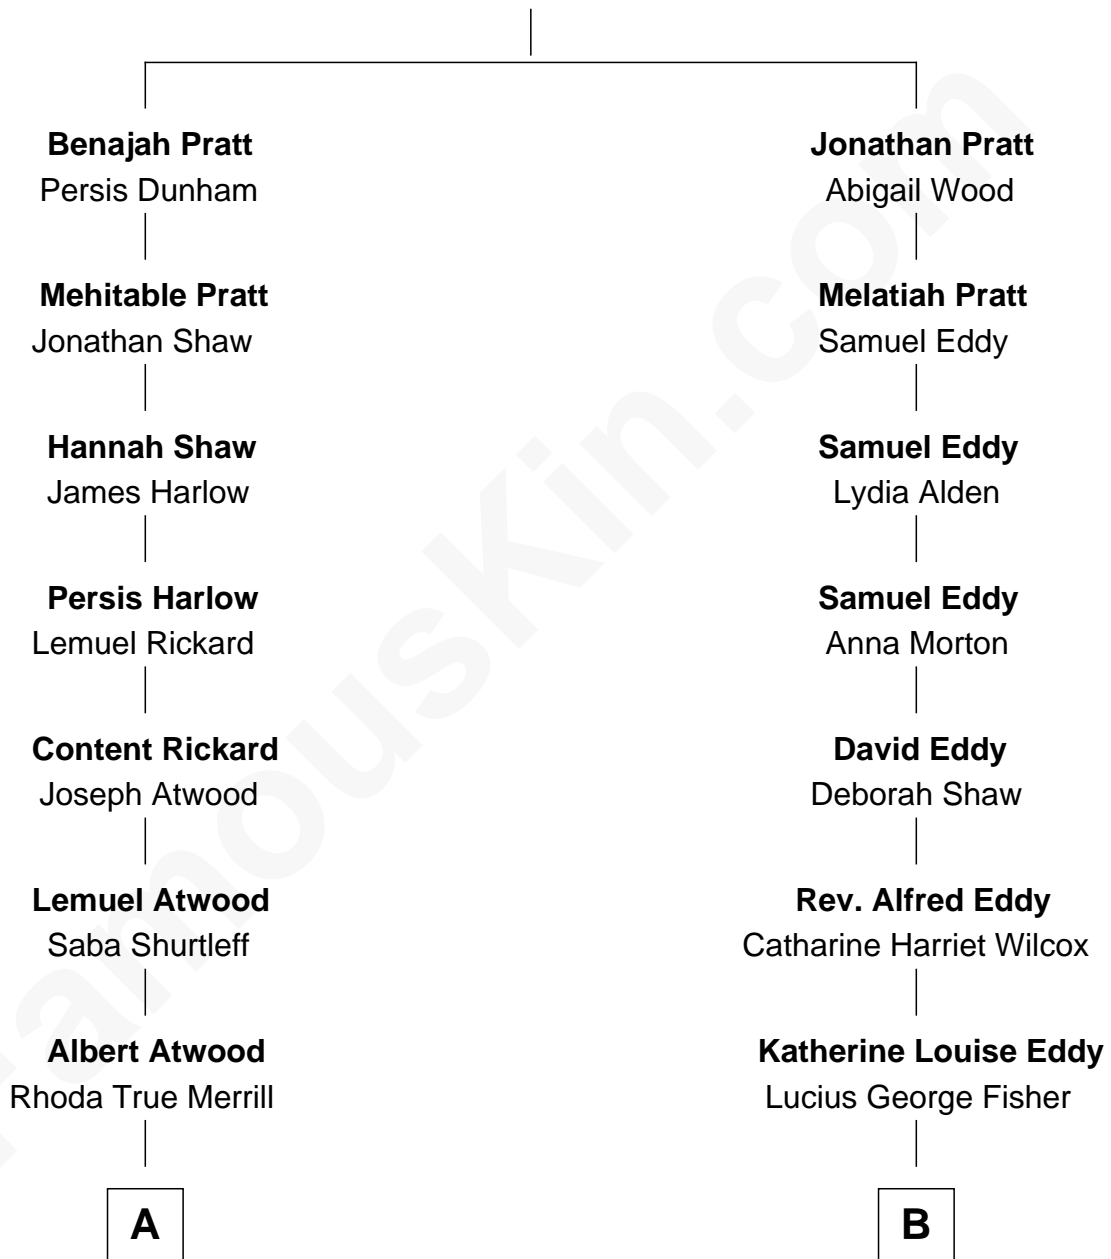 Benajah Pratt
Persis Dunham
Mehitable Pratt
Jonathan Shaw
Hannah Shaw
James Harlow
Persis Harlow
Lemuel Rickard
Content Rickard
Joseph Atwood
Lemuel Atwood
Saba Shurtleff
Albert Atwood
Rhoda True Merrill
A
Jonathan Pratt
Abigail Wood
Melatiah Pratt
Samuel Eddy
Samuel Eddy
Lydia Alden
Samuel Eddy
Anna Morton
David Eddy
Deborah Shaw
Rev. Alfred Eddy
Catharine Harriet Wilcox
Katherine Louise Eddy
Lucius George Fisher
B
FamousKin.com